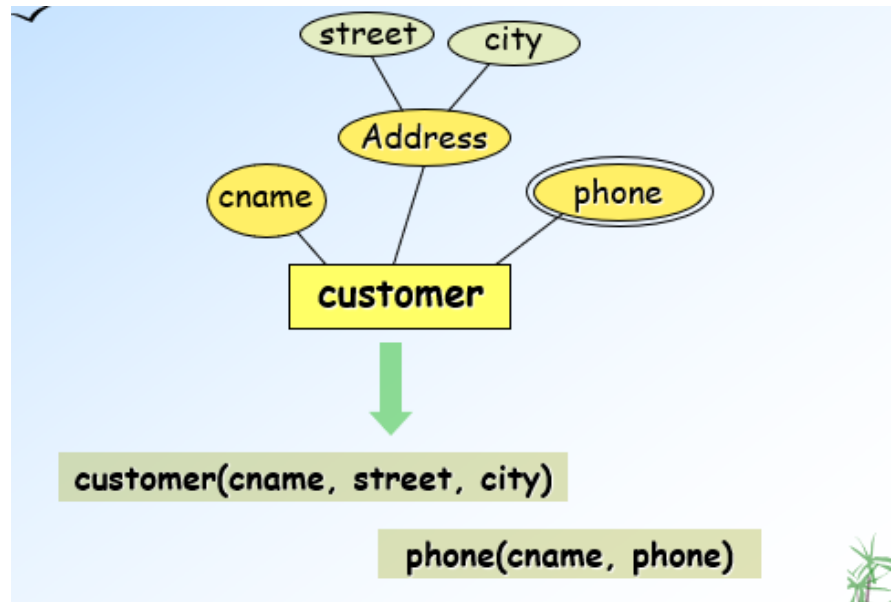 street
city
Address
cname
phone
customer
customer(cname, street, city)
phone(cname, phone)